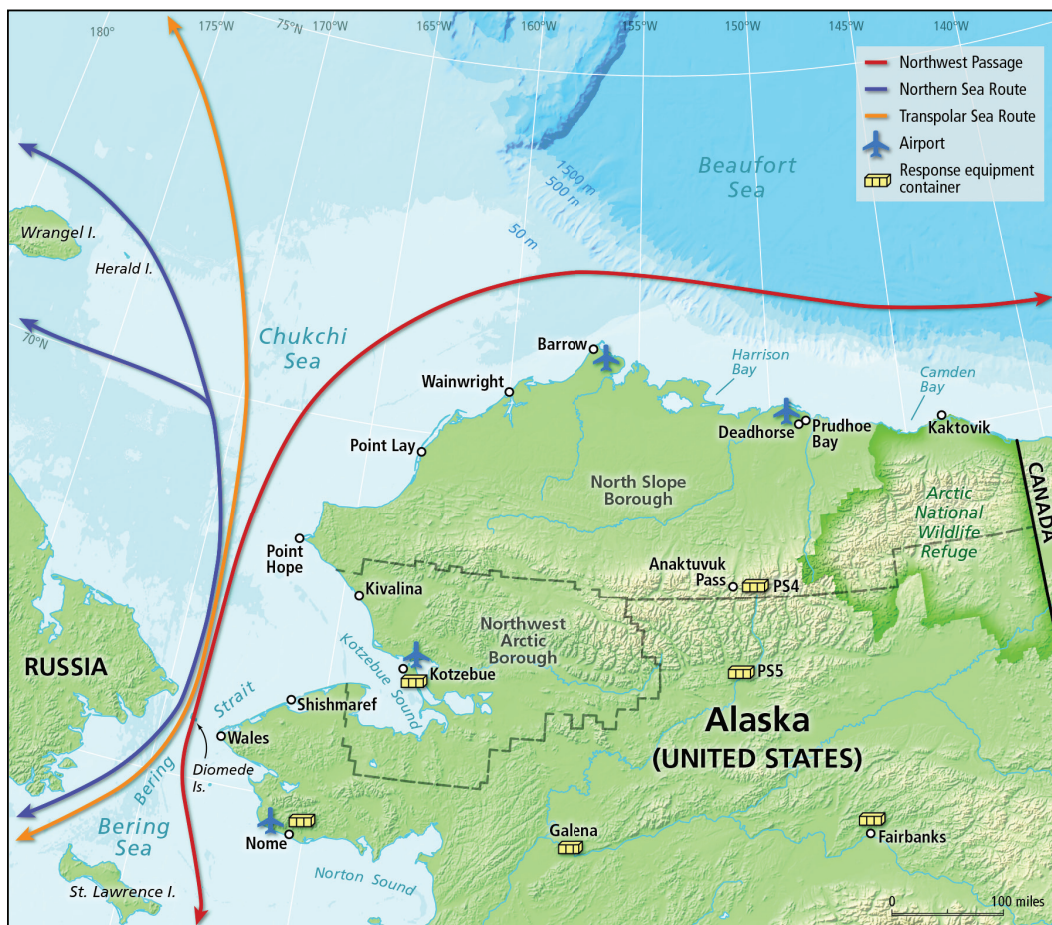 180°
175°W
75°N
170°W
165°W
160°W
155°W
150°W
145°W
140°W
Northwest Passage
Northern Sea Route
Transpolar Sea Route
Airport
Response equipment
container
Beaufort
Sea
1500 m
500 m
50 m
Wrangel I.
Herald I.
70°N
Chukchi
Sea
Barrow
Harrison
Bay
Camden
Bay
Wainwright
Deadhorse
Prudhoe
Bay
Kaktovik
Point Lay
CANADA
North Slope
Borough
Arctic
National
Wildlife
Refuge
Point
Hope
Anaktuvuk
Pass
PS4
Kivalina
Northwest
Arctic
Borough
RUSSIA
Kotzebue
Kotzebue Sound
PS5
Shishmaref
Bering Strait
Wales
Alaska
(UNITED STATES)
Diomede
Is.
Bering
Sea
Nome
Galena
Fairbanks
St. Lawrence I.
Norton Sound
0
100 miles